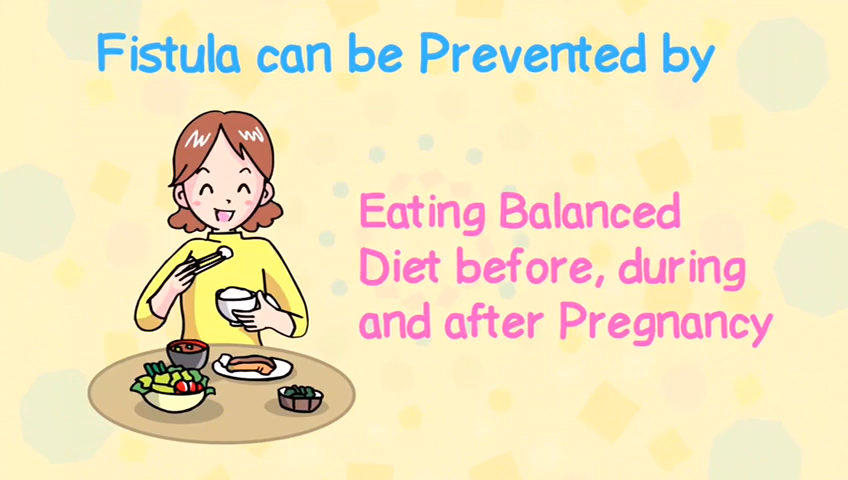 Fistula can be Prevented by
Eating Balanced
Diet before, during
and after Pregnancy